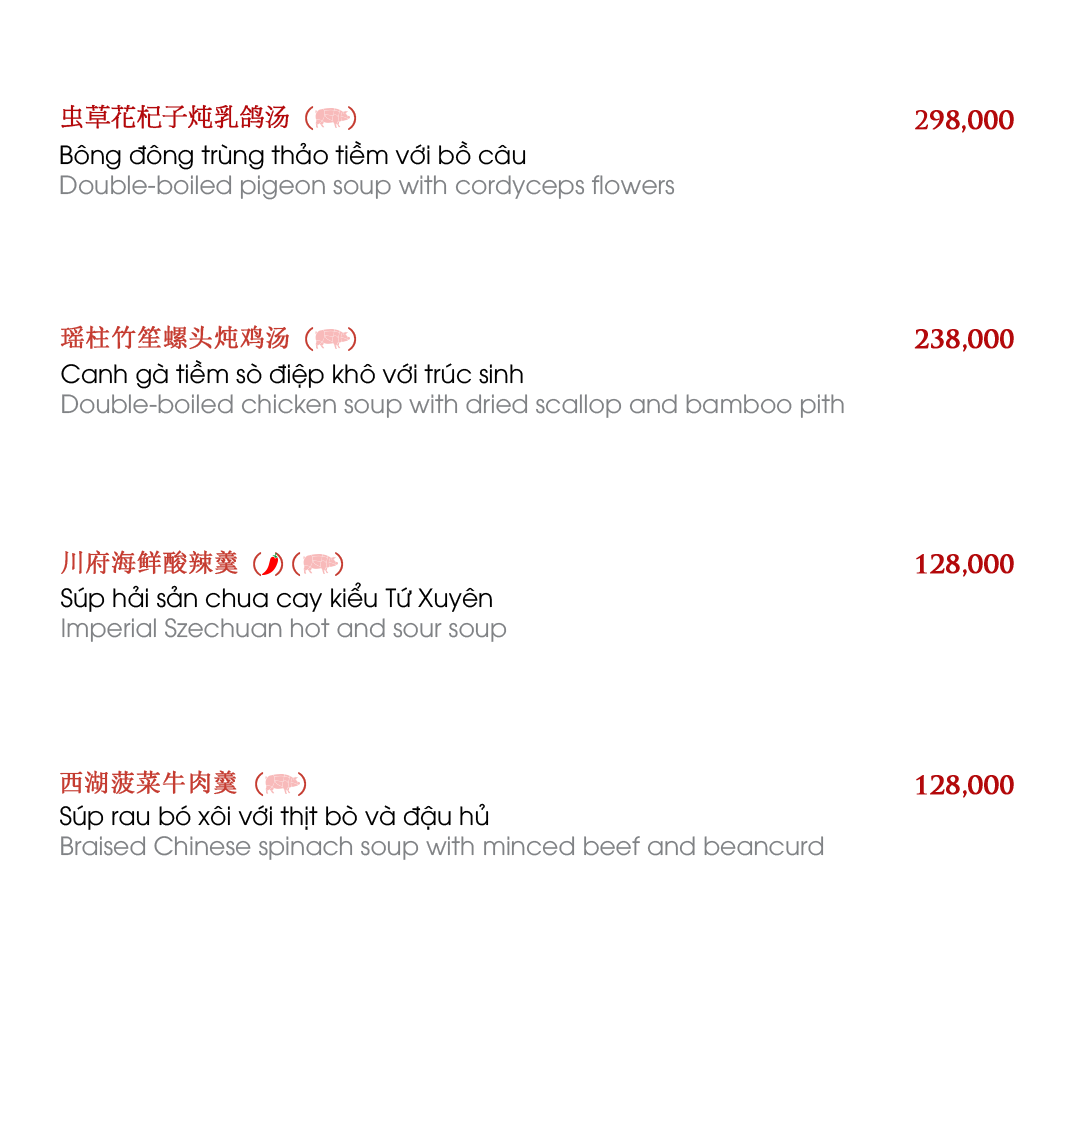 虫草花杞子炖乳鸽汤 () 298,000
Bông đông trùng thảo tiềm với bồ câu
Double-boiled pigeon soup with cordyceps flowers
瑶柱竹笙螺头炖鸡汤 () 238,000
Canh gà tiềm sò điệp khô với trúc sinh
Double-boiled chicken soup with dried scallop and bamboo pith
川府海鲜酸辣羹 () () 128,000
Súp hải sản chua cay kiểu Tứ Xuyên
Imperial Szechuan hot and sour soup
西湖菠菜牛肉羹 () 128,000
Súp rau bó xôi với thịt bò và đậu hủ
Braised Chinese spinach soup with minced beef and beancurd